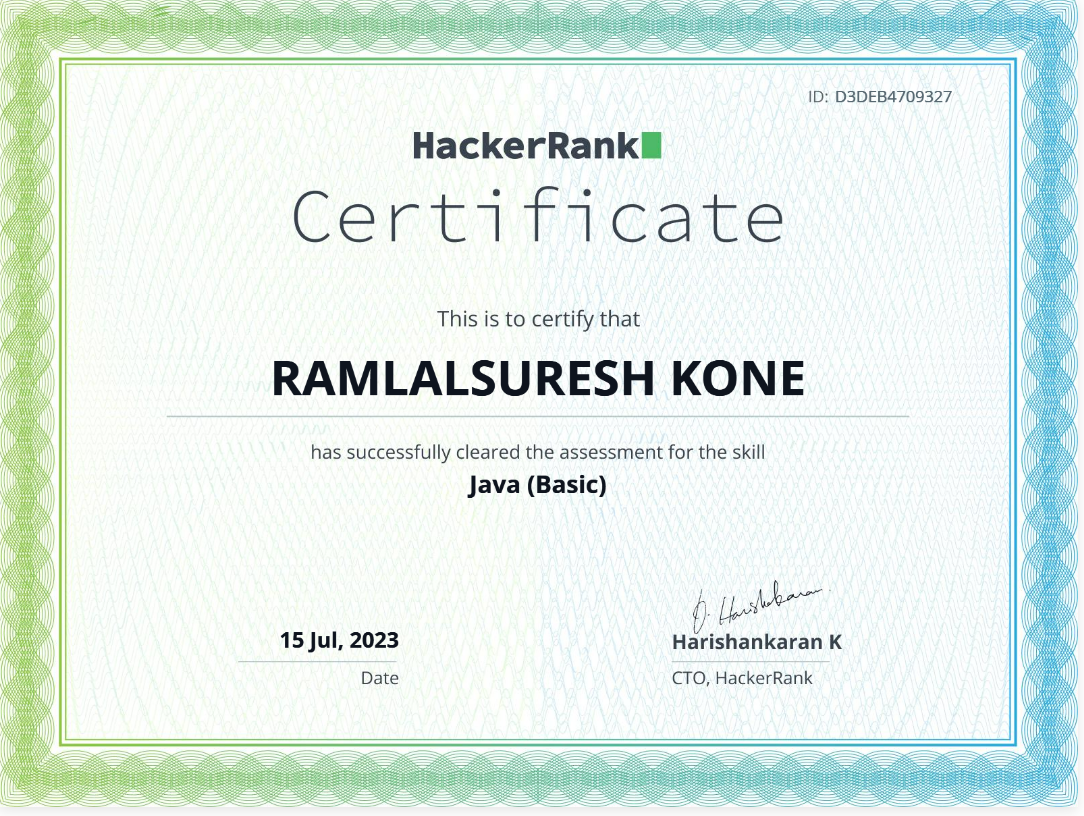 ID: D3DEB4709327
HackerRank
Certificate
This is to certify that
RAMLALSURESH KONE
has successfully cleared the assessment for the skill
Java (Basic)
15 Jul, 2023
Date
Harishankaran K
CTO, HackerRank